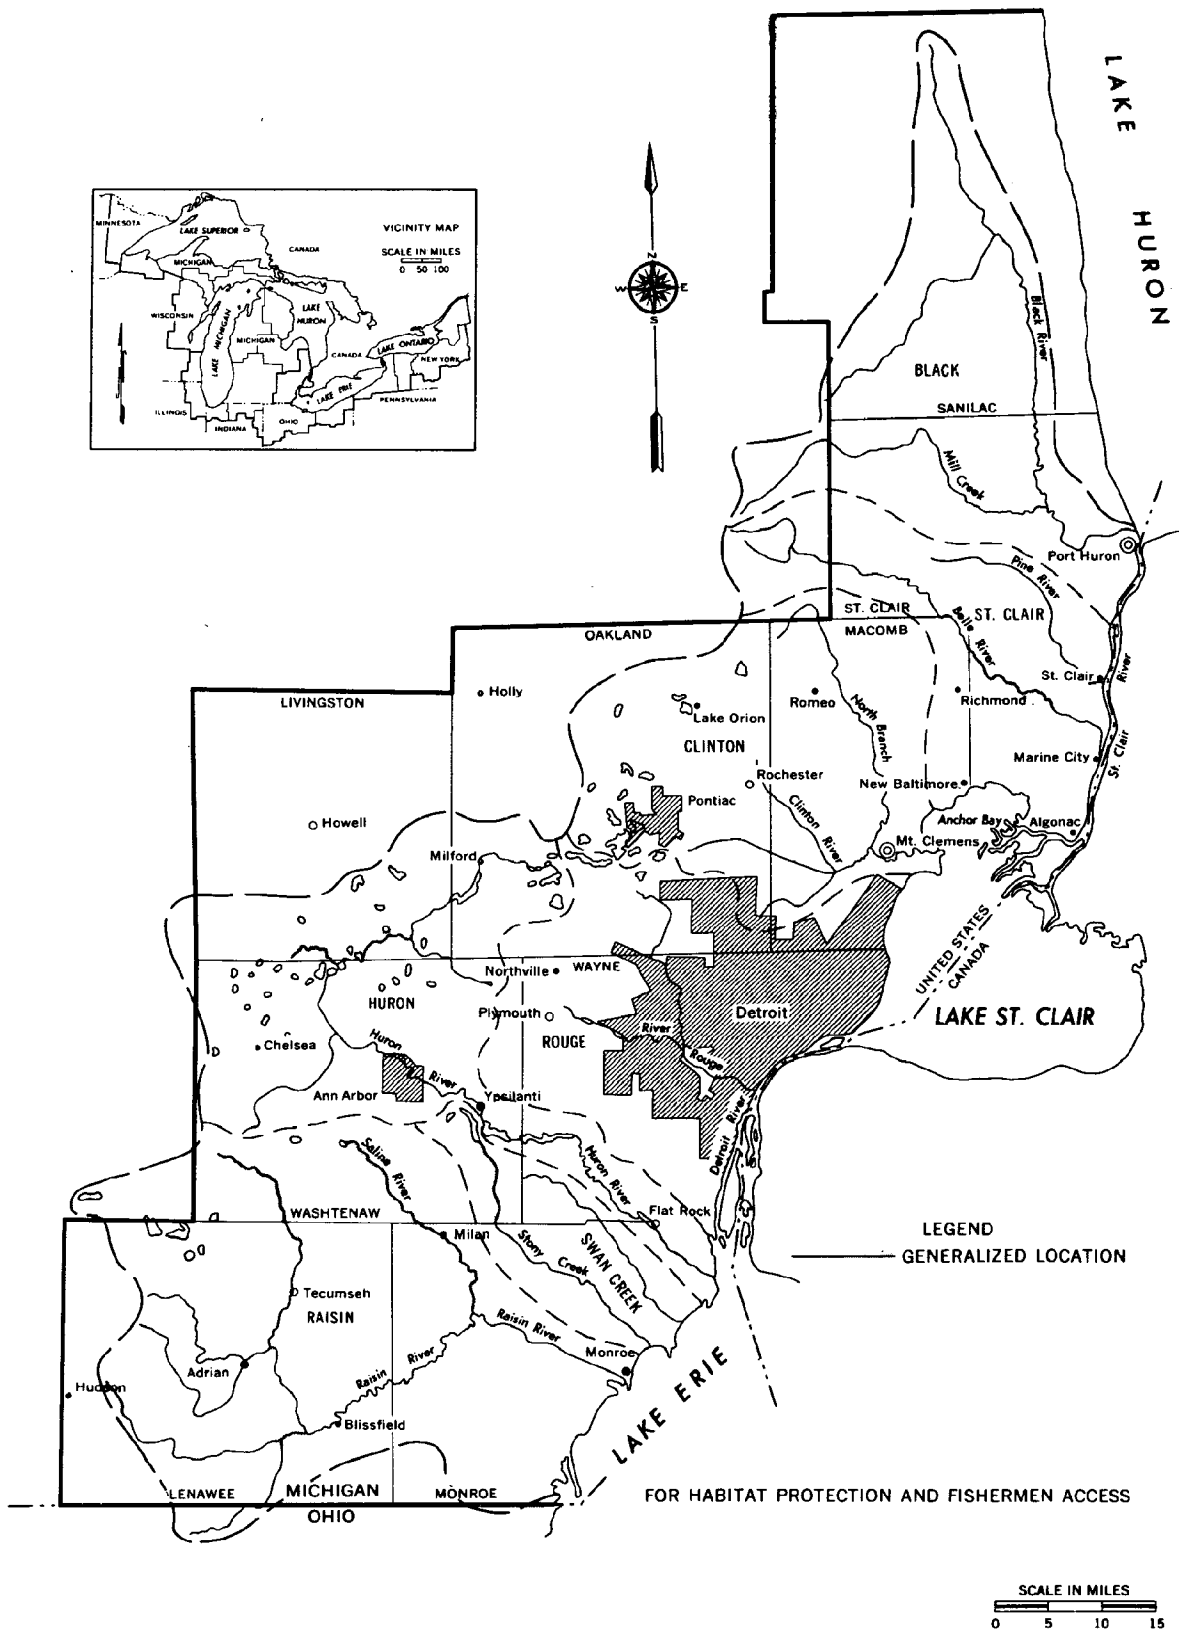 LAKE HURON
MINNESOTA
LAKE SUPERIOR
VICINITY MAP
CANADA
SCALE IN MILES
0 50 100
MICHIGAN
WISCONSIN
LAKE MICHIGAN
LAKE HURON
MICHIGAN
CANADA
LAKE ONTARIO
NEW YORK
LAKE ERIE
PENNSYLVANIA
ILLINOIS
INDIANA
OHIO
N
W E
S
Black River
BLACK
SANILAC
Mill Creek
Port Huron
Pine River
ST. CLAIR
ST. CLAIR
MACOMB
OAKLAND
Belle River
St. Clair
St. Clair River
Holly
LIVINGSTON
Romeo
Richmond
Lake Orion
North Branch
CLINTON
Marine City
Rochester
New Baltimore
Pontiac
Clinton River
Anchor Bay
Algonac
Howell
Mt. Clemens
Milford
UNITED STATES
CANADA
Northville
WAYNE
HURON
Plymouth
Detroit
LAKE ST. CLAIR
ROUGE
River Rouge
Chelsea
Huron River
Ann Arbor
Ypsilanti
Detroit River
Saline River
Huron River
Flat Rock
WASHTENAW
LEGEND
GENERALIZED LOCATION
Milan
Stony Creek
SWAN CREEK
Tecumseh
RAISIN
Raisin River
Monroe
Adrian
Raisin River
Hudson
LAKE ERIE
Blissfield
LENAWEE
MICHIGAN
MONROE
OHIO
FOR HABITAT PROTECTION AND FISHERMEN ACCESS
SCALE IN MILES
0 5 10 15